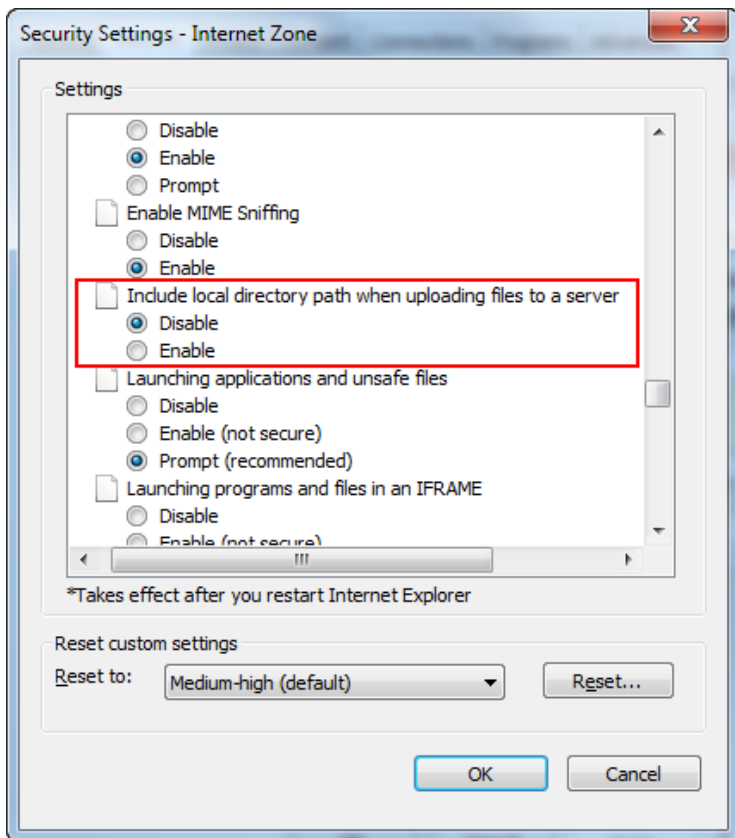 Security Settings - Internet Zone
Settings
Disable
Enable
Prompt
Enable MIME Sniffing
Disable
Enable
Include local directory path when uploading files to a server
Disable
Enable
Launching applications and unsafe files
Disable
Enable (not secure)
Prompt (recommended)
Launching programs and files in an IFRAME
Disable
Enable (not secure)
*Takes effect after you restart Internet Explorer
Reset custom settings
Reset to:
Medium-high (default)
Reset...
OK
Cancel